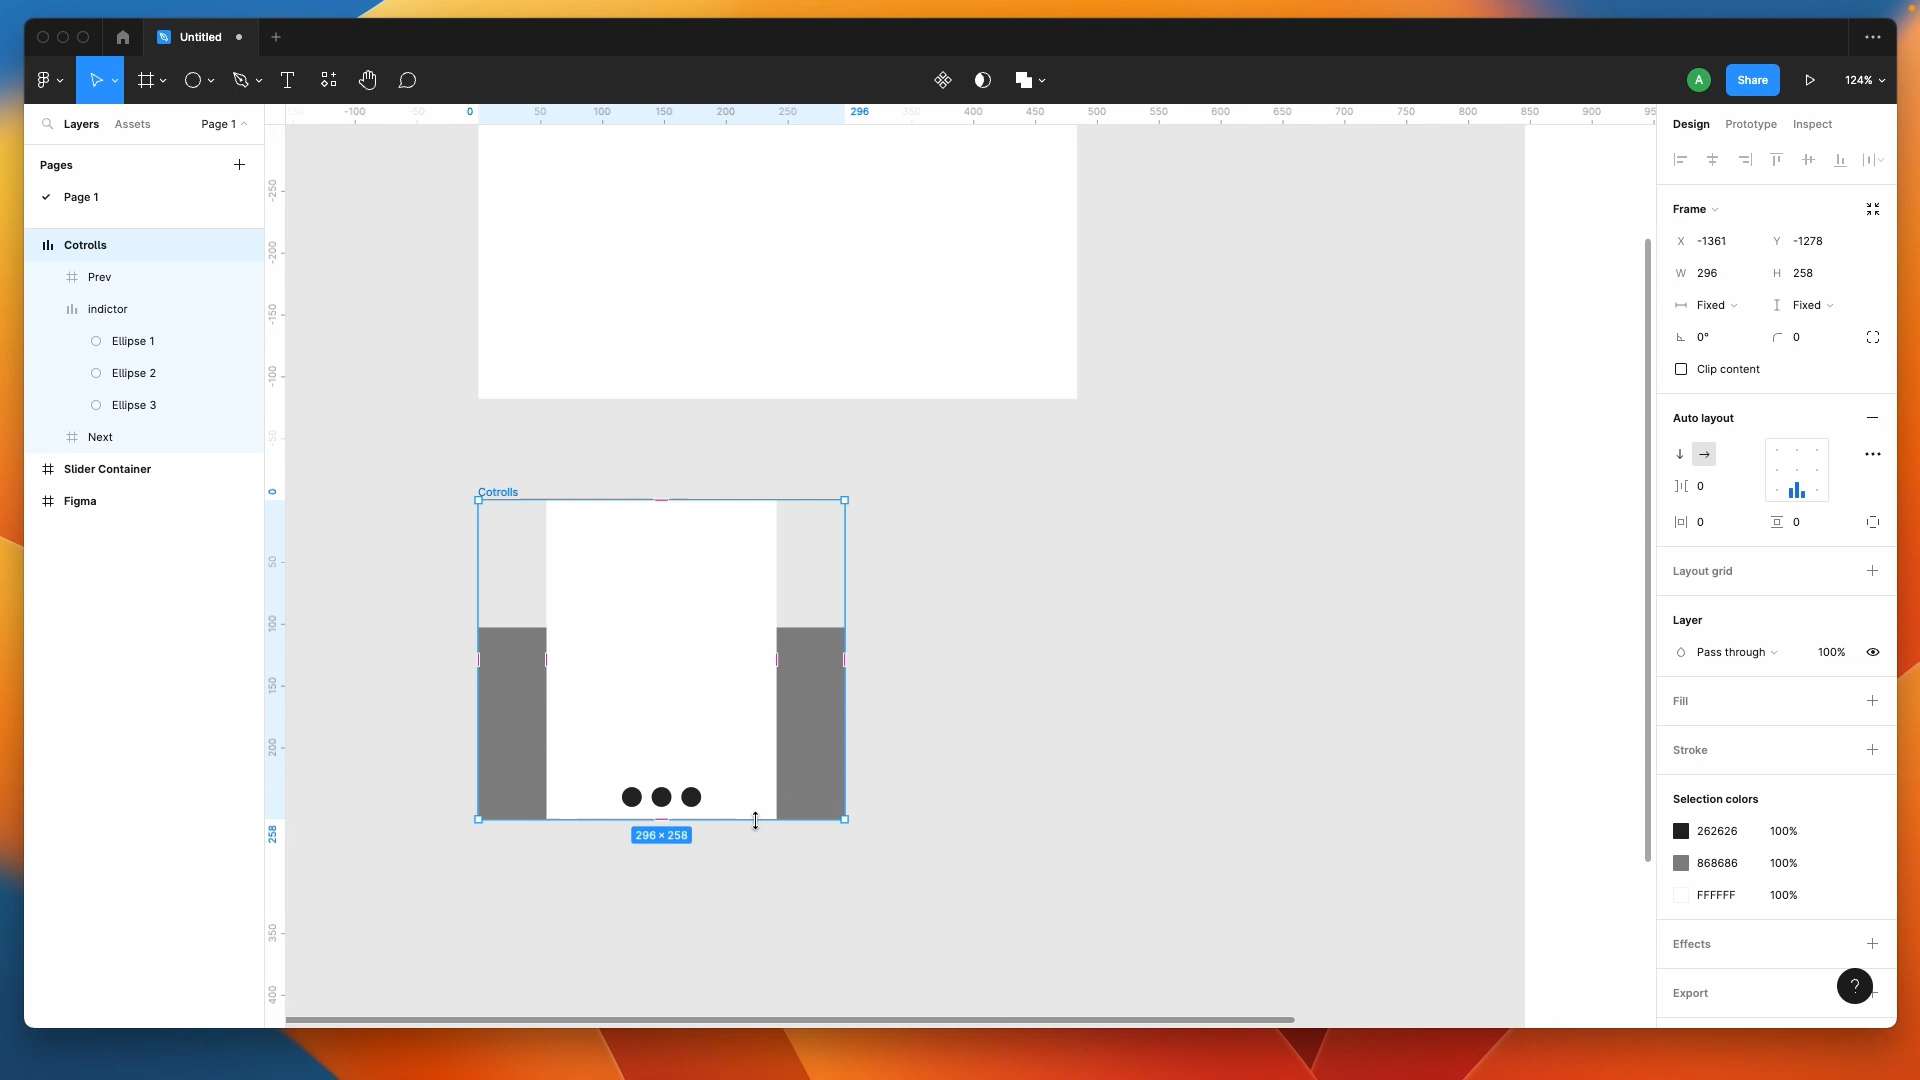 Untitled
Share
124%
Layers Assets Page 1
Pages
Page 1
Cotrolls
Prev
indictor
Ellipse 1
Ellipse 2
Ellipse 3
Next
Slider Container
Figma
-100 -50 0 50 100 150 200 250 296 350 400 450 500 550 600 650 700 750 800 850 900 95
-250
-200
-150
-100
-50
0
50
100
150
200
258
350
400
Cotrolls
296 × 258
A
Design Prototype Inspect
Frame
X -1361 Y -1278
W 296 H 258
Fixed Fixed
0° 0
Clip content
Auto layout
0
0 0
Layout grid
Layer
Pass through 100%
Fill
Stroke
Selection colors
262626 100%
868686 100%
FFFFFF 100%
Effects
Export
?